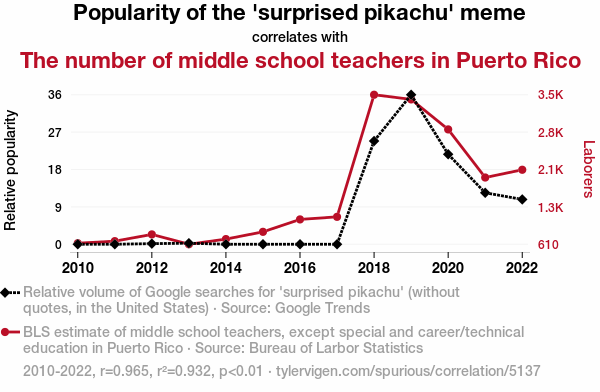 Popularity of the 'surprised pikachu' meme
correlates with
The number of middle school teachers in Puerto Rico
Relative popularity
36
27
18
9
0
3.5K
2.8K
2.1K
1.3K
610
Laborers
2010
2012
2014
2016
2018
2020
2022
Relative volume of Google searches for 'surprised pikachu' (without
quotes, in the United States) · Source: Google Trends
BLS estimate of middle school teachers, except special and career/technical
education in Puerto Rico · Source: Bureau of Larbor Statistics
2010-2022, r=0.965, r²=0.932, p<0.01 · tylervigen.com/spurious/correlation/5137